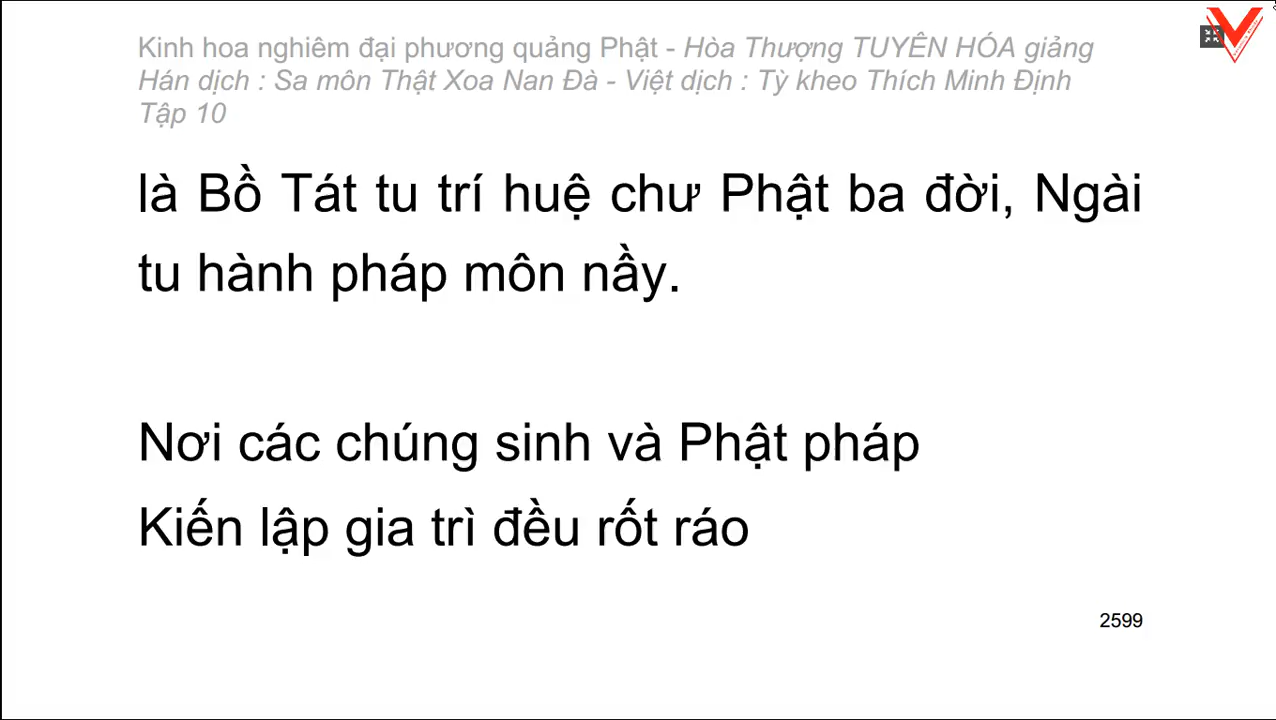 Kinh hoa nghiêm đại phương quảng Phật - Hòa Thượng TUYÊN HÓA giảng
Hán dịch : Sa môn Thật Xoa Nan Đà - Việt dịch : Tỳ kheo Thích Minh Định
Tập 10
là Bồ Tát tu trí huệ chư Phật ba đời, Ngài
tu hành pháp môn nầy.
Nơi các chúng sinh và Phật pháp
Kiến lập gia trì đều rốt ráo
2599